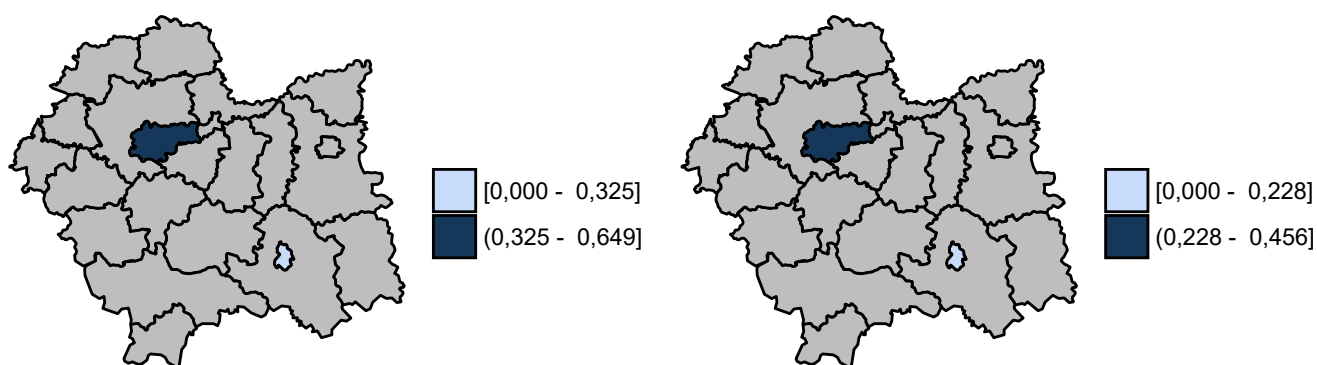 [0,000 - 0,325]
(0,325 - 0,649]
[0,000 - 0,228]
(0,228 - 0,456]